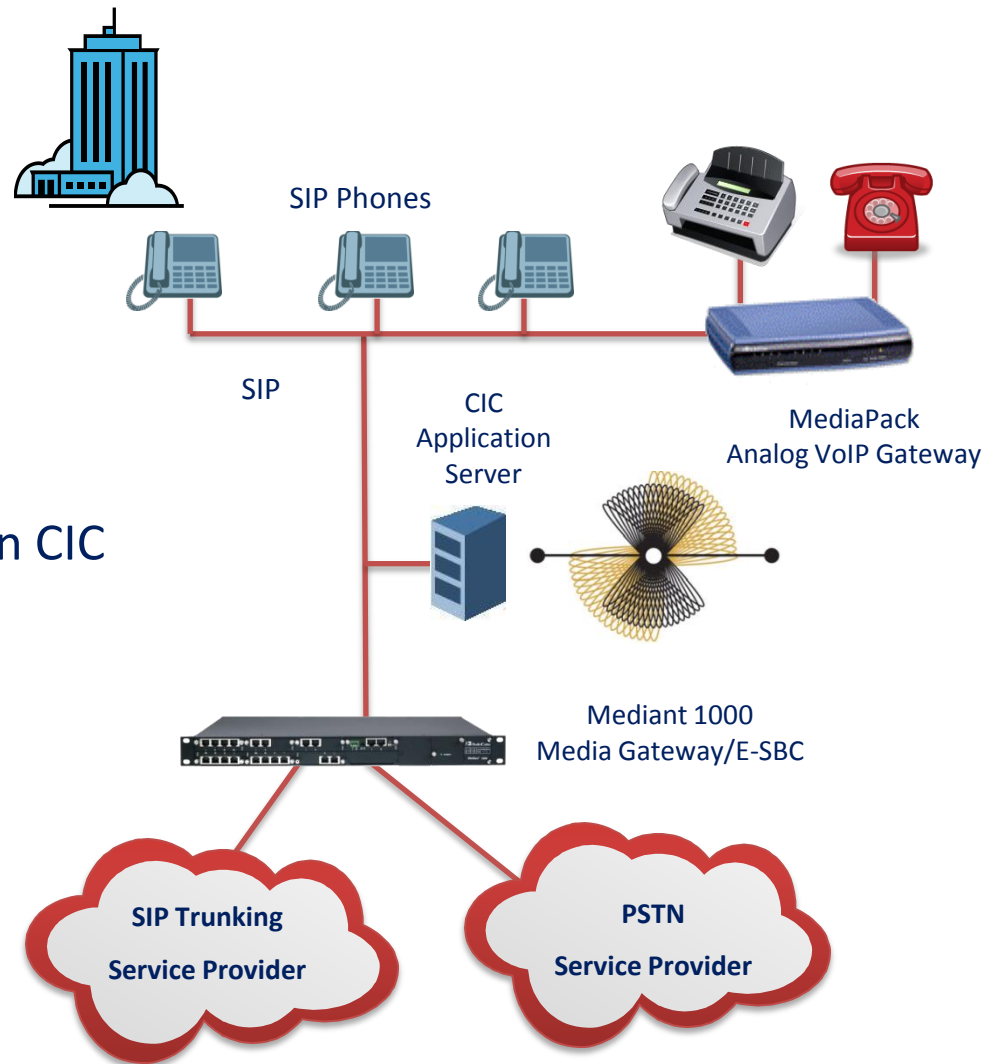 SIP Phones
SIP
CIC
Application
Server
MediaPack
Analog VoIP Gateway
n CIC
Mediant 1000
Media Gateway/E-SBC
SIP Trunking
Service Provider
PSTN
Service Provider